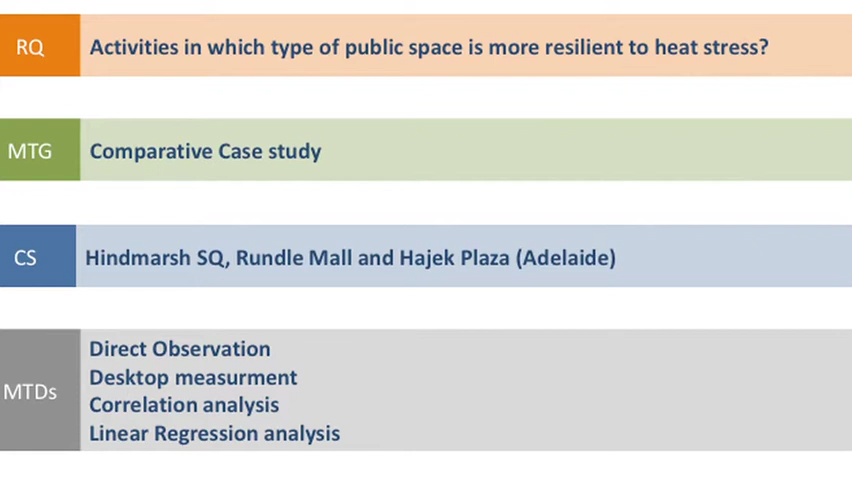 RQ
Activities in which type of public space is more resilient to heat stress?
MTG
Comparative Case study
CS
Hindmarsh SQ, Rundle Mall and Hajek Plaza (Adelaide)
MTDs
Direct Observation
Desktop measurment
Correlation analysis
Linear Regression analysis